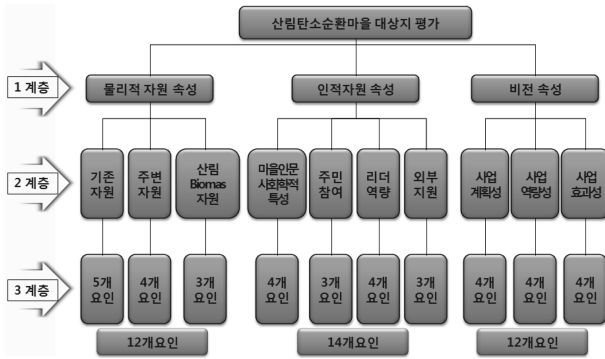 산림탄소순환마을 대상지 평가
1 계층
물리적 자원 속성
인적자원 속성
비전 속성
2 계층
기존
자원
주변
자원
산림
Biomas
자원
마을인문
사회학적
특성
주민
참여
리더
역량
외부
지원
사업
계획성
사업
역량성
사업
효과성
3 계층
5개
요인
4개
요인
3개
요인
4개
요인
3개
요인
4개
요인
3개
요인
4개
요인
4개
요인
4개
요인
12개요인
14개요인
12개요인